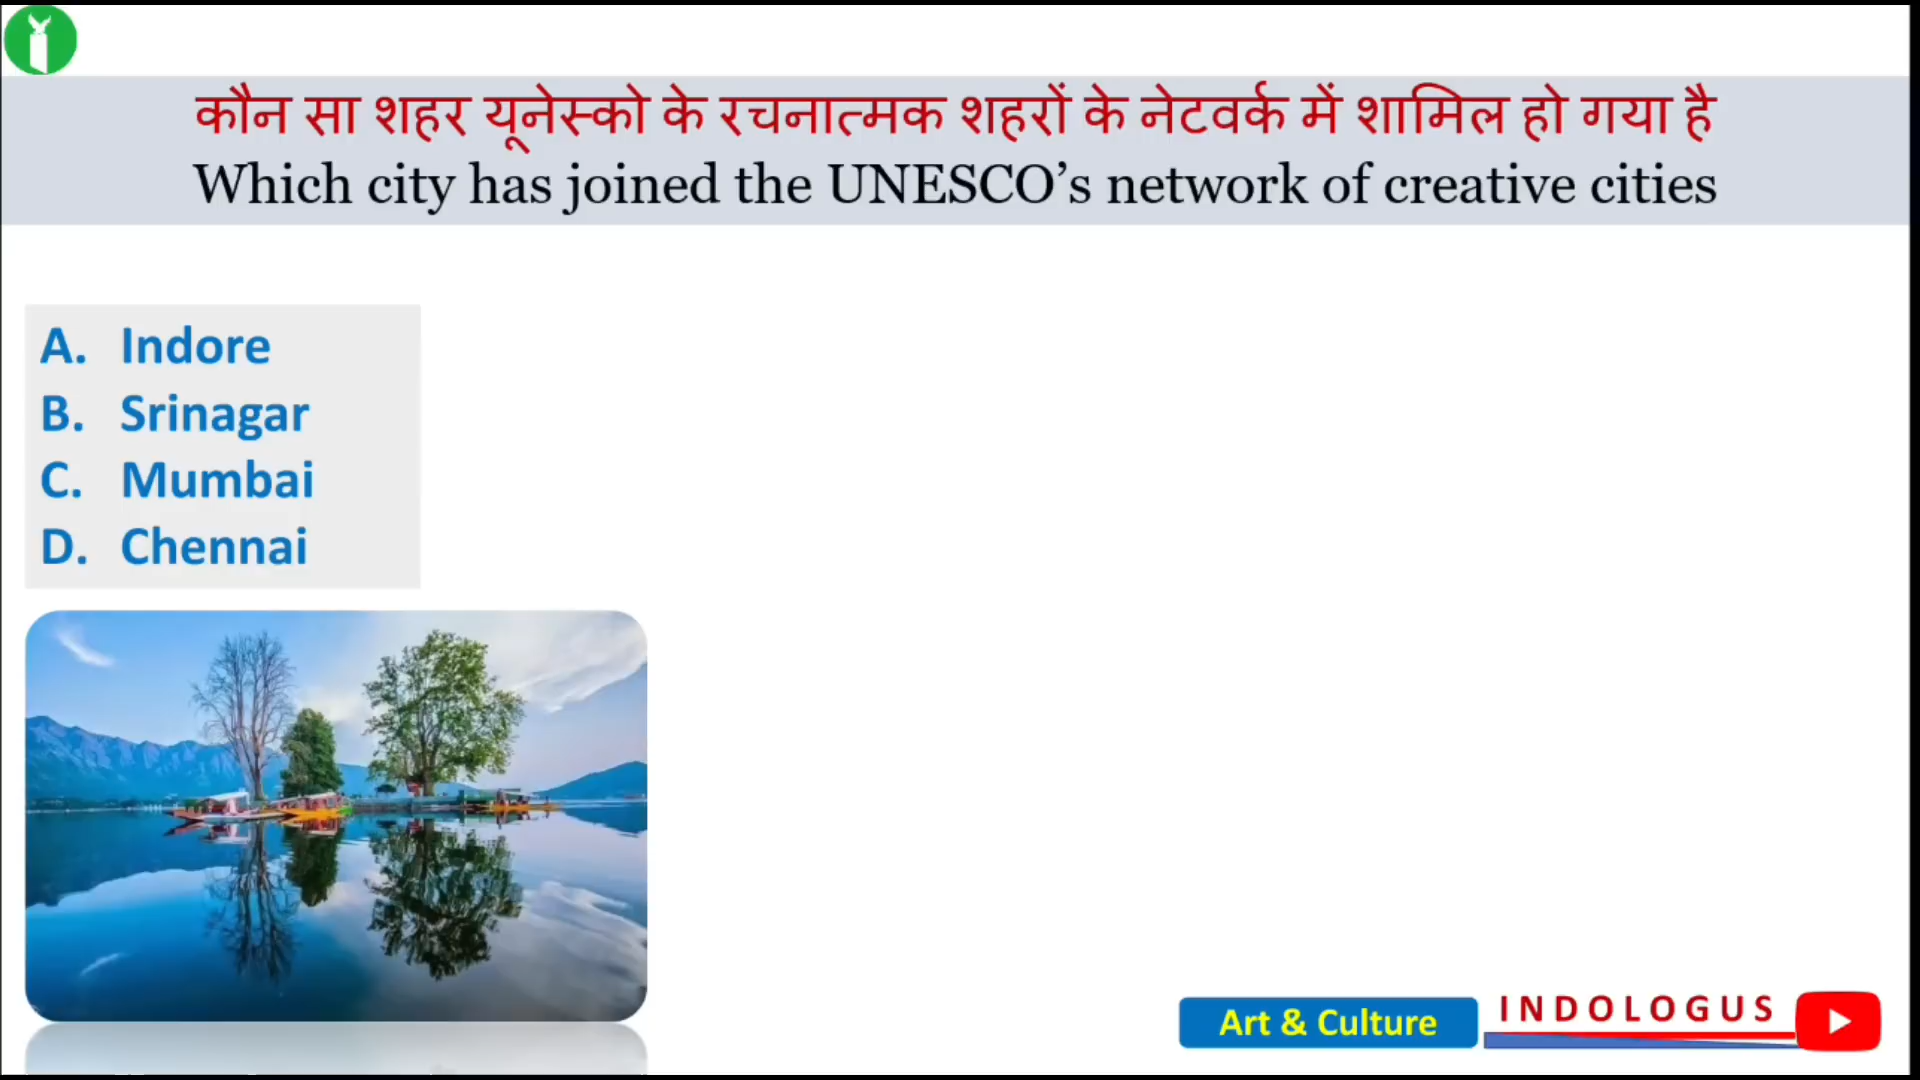 कौन सा शहर यूनेस्को के रचनात्मक शहरों के नेटवर्क में शामिल हो गया है
Which city has joined the UNESCO’s network of creative cities
A. Indore
B. Srinagar
C. Mumbai
D. Chennai
Art & Culture
INDOLOGUS